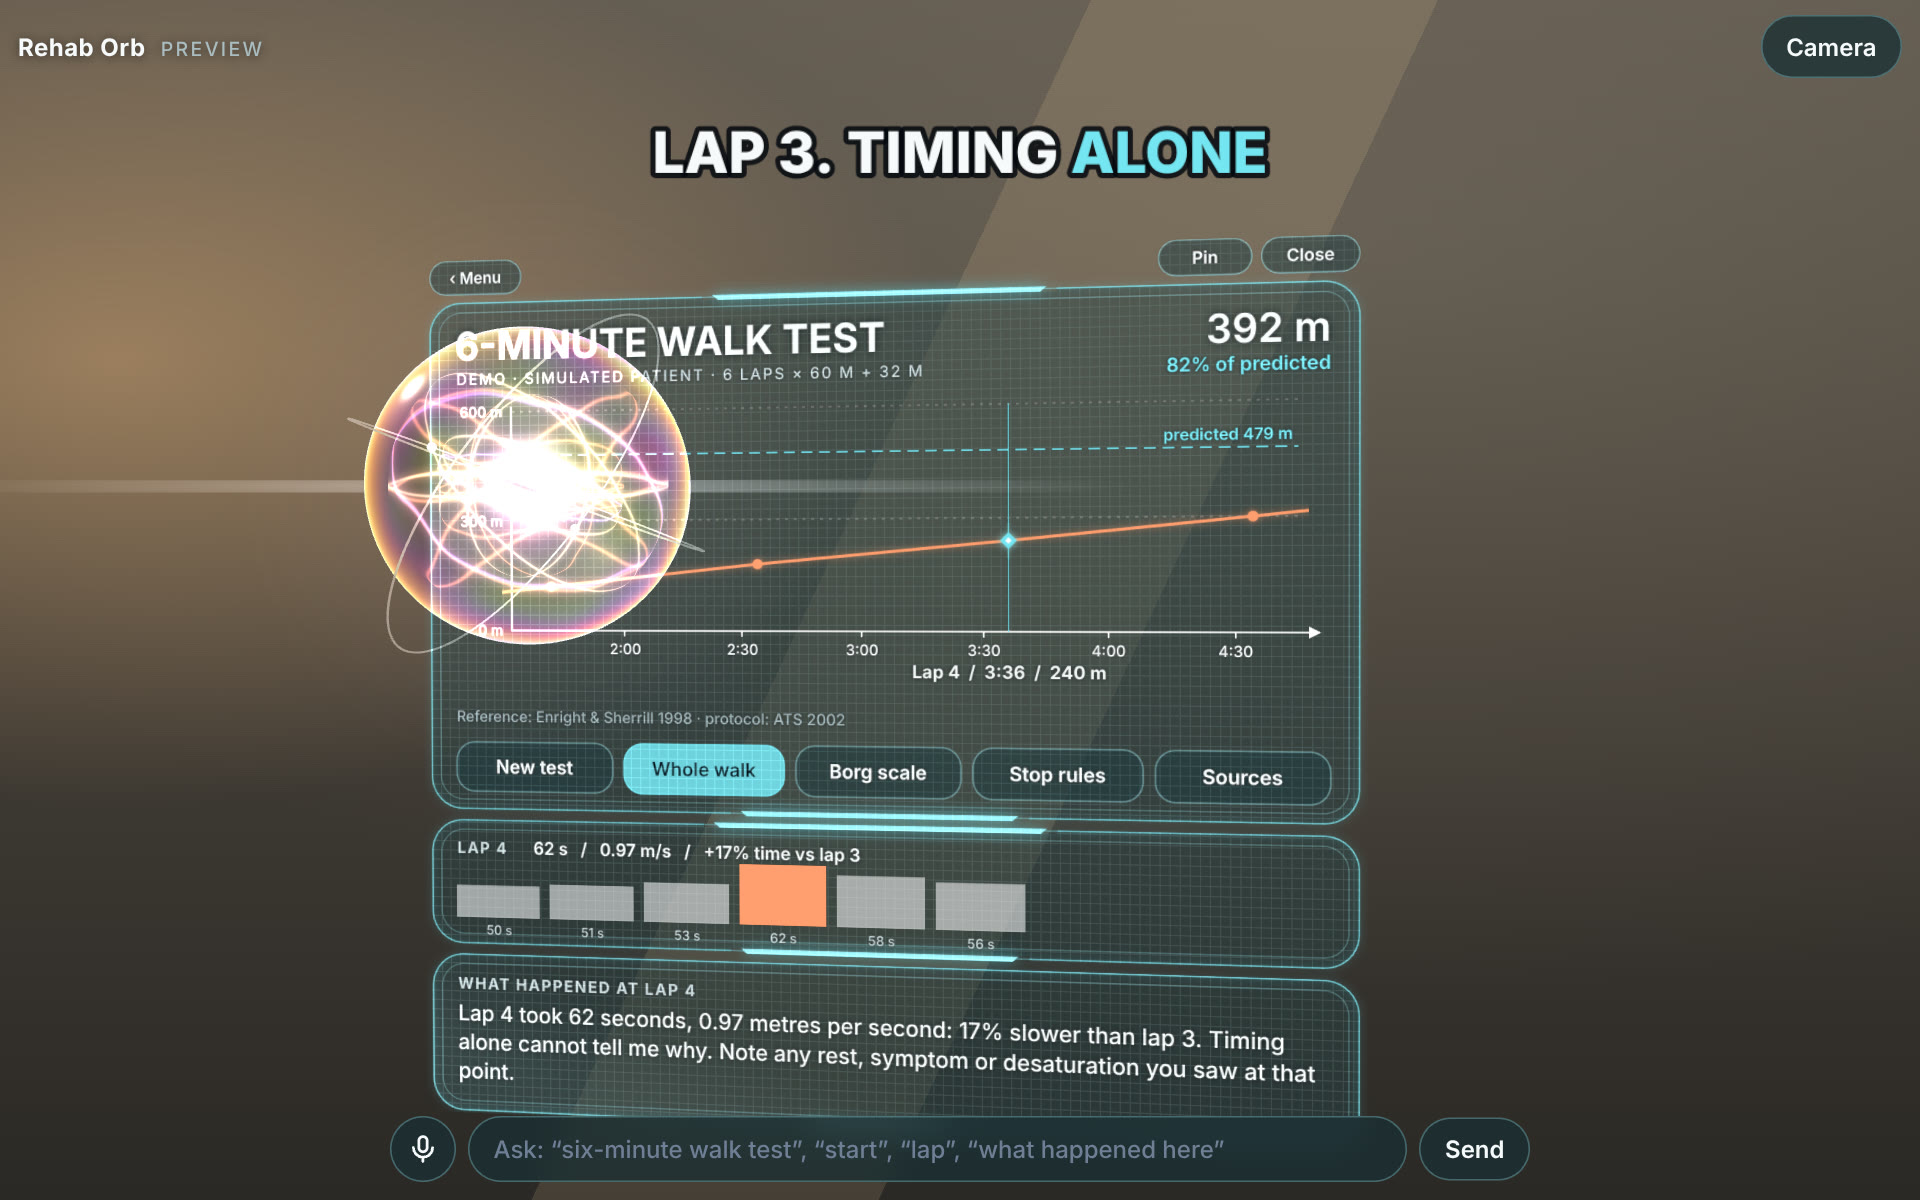 Rehab Orb PREVIEW
Camera
LAP 3. TIMING ALONE
‹ Menu
Pin
Close
6-MINUTE WALK TEST
392 m
DEMO · SIMULATED PATIENT · 6 LAPS × 60 M + 32 M
82% of predicted
600 m
predicted 479 m
300 m
0 m
2:00
2:30
3:00
3:30
4:00
4:30
Lap 4 / 3:36 / 240 m
Reference: Enright & Sherrill 1998 · protocol: ATS 2002
New test
Whole walk
Borg scale
Stop rules
Sources
LAP 4 62 s / 0.97 m/s / +17% time vs lap 3
50 s
51 s
53 s
62 s
58 s
56 s
WHAT HAPPENED AT LAP 4
Lap 4 took 62 seconds, 0.97 metres per second: 17% slower than lap 3. Timing
alone cannot tell me why. Note any rest, symptom or desaturation you saw at that
point.
Ask: “six-minute walk test”, “start”, “lap”, “what happened here”
Send